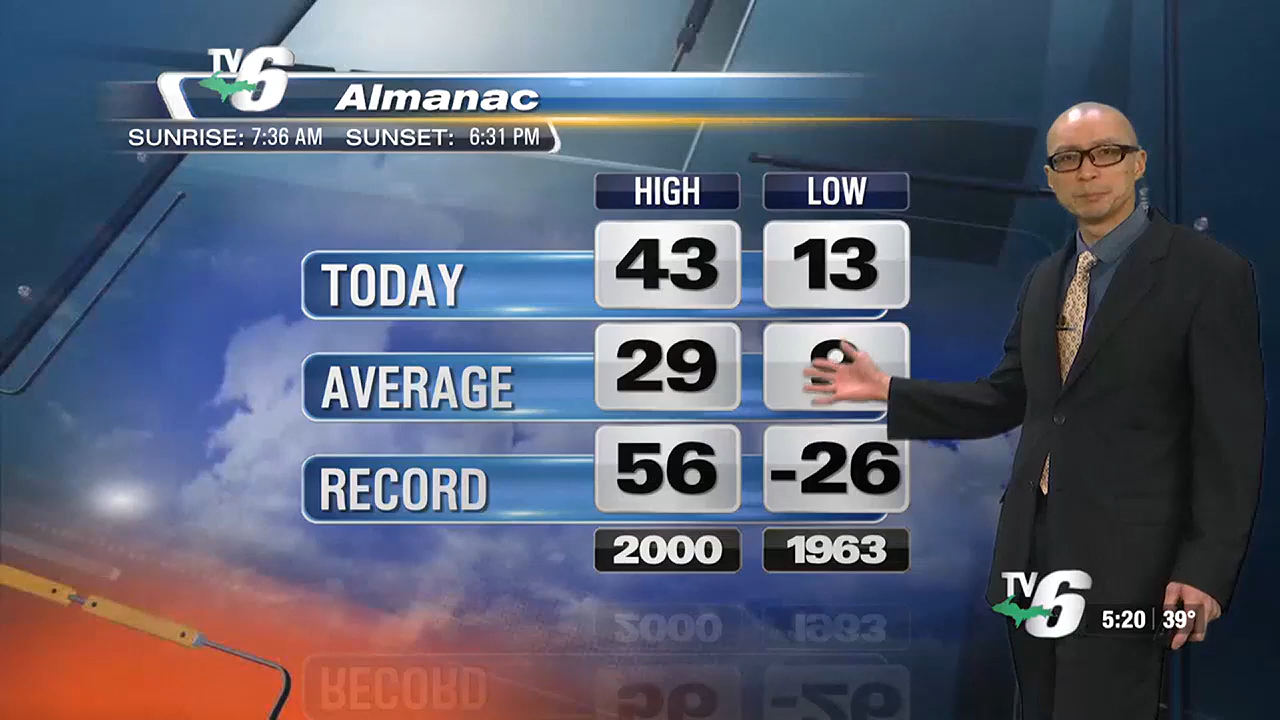 TV6 Almanac
SUNRISE: 7:36 AM SUNSET: 6:31 PM
HIGH LOW
TODAY 43 13
AVERAGE 29
RECORD 56 -26
2000 1963
TV6 5:20 39°